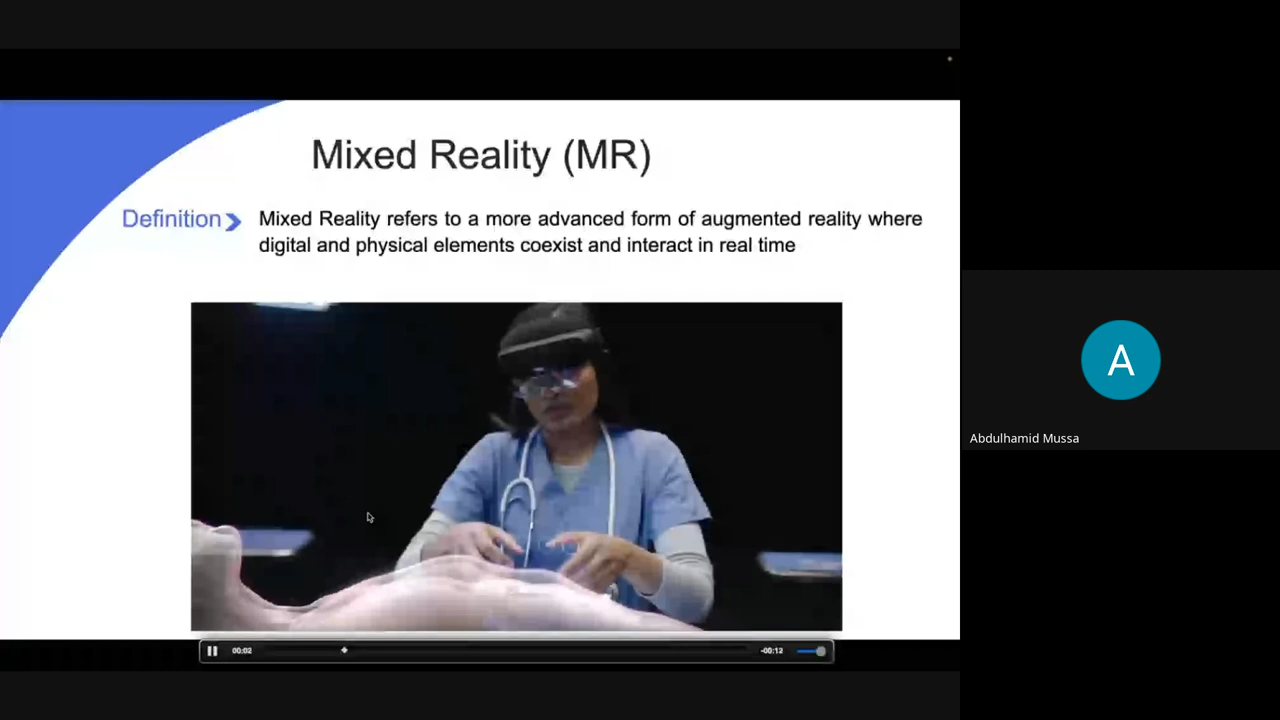 Mixed Reality (MR)
Definition
Mixed Reality refers to a more advanced form of augmented reality where
digital and physical elements coexist and interact in real time
A
Abdulhamid Mussa
00:02
-00:12